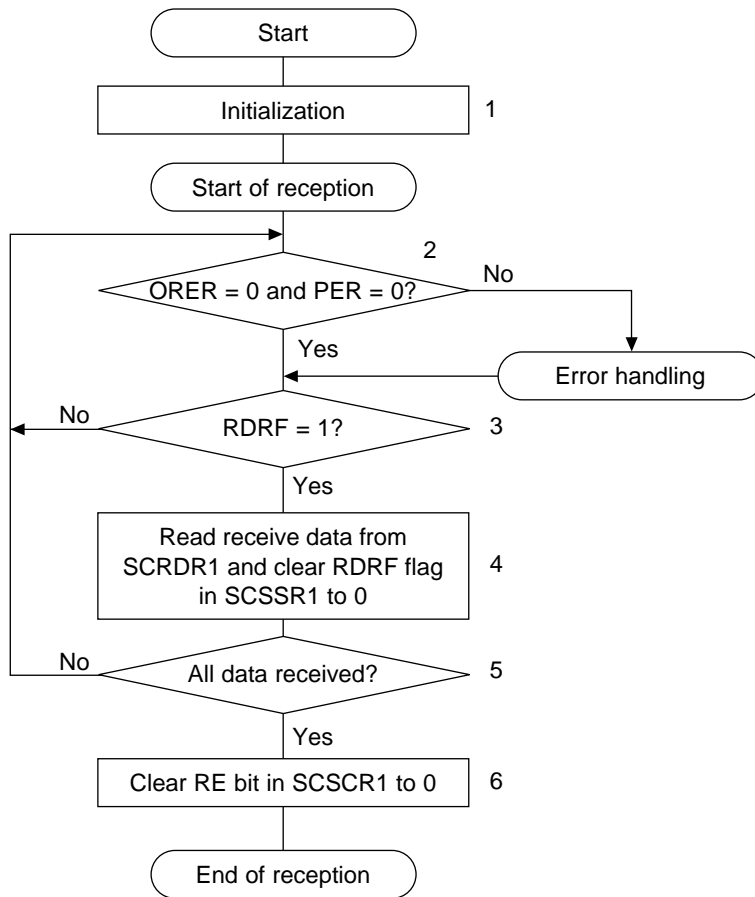 Start
Initialization
1
Start of reception
2
ORER = 0 and PER = 0?
No
Yes
Error handling
No
RDRF = 1?
3
Yes
Read receive data from
SCRDR1 and clear RDRF flag
in SCSSR1 to 0
4
No
All data received?
5
Yes
Clear RE bit in SCSCR1 to 0
6
End of reception